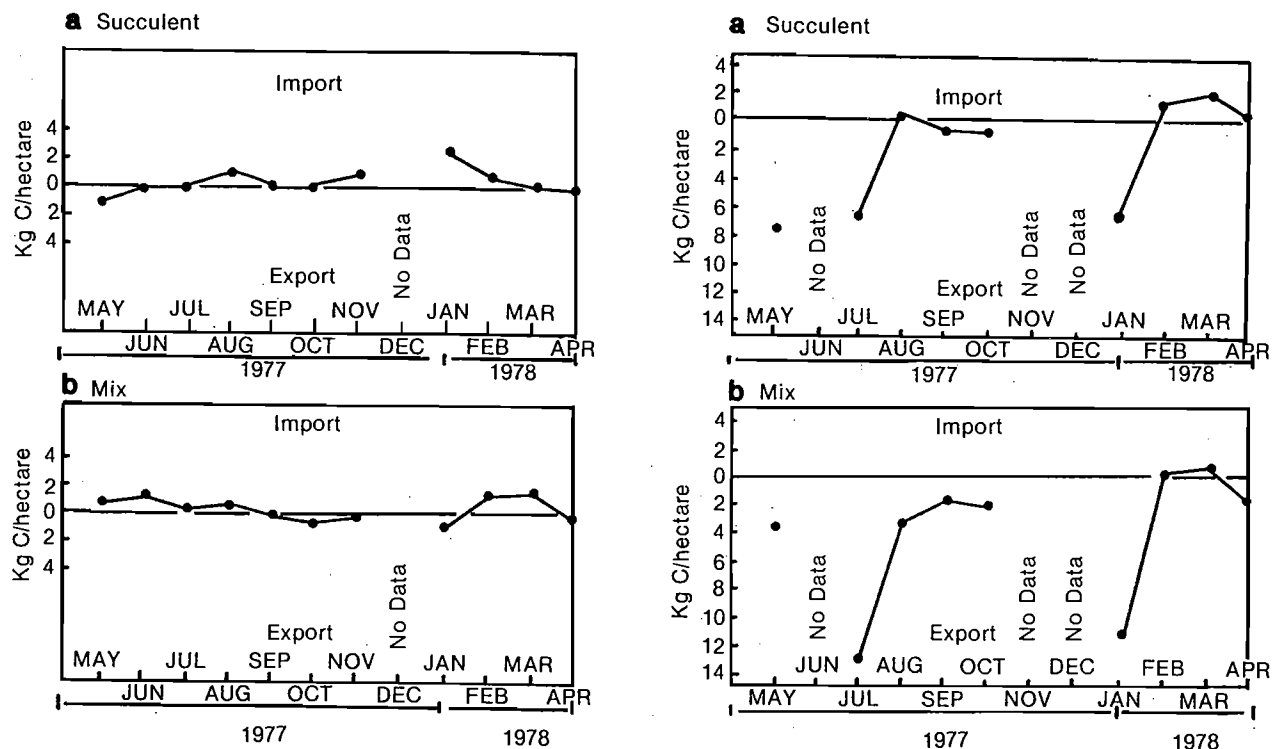 a Succulent
Import
Kg C/hectare
4
2
0
2
4
Export
No Data
MAY JUL SEP NOV JAN MAR
JUN AUG OCT DEC FEB APR
1977 1978
b Mix
Import
Kg C/hectare
4
2
0
2
4
Export
No Data
MAY JUL SEP NOV JAN MAR
JUN AUG OCT DEC FEB APR
1977 1978
a Succulent
Import
Kg C/hectare
4
2
0
2
4
6
8
10
12
14
No Data
Export
No Data
No Data
MAY JUL SEP NOV JAN MAR
JUN AUG OCT DEC FEB APR
1977 1978
b Mix
Import
Kg C/hectare
4
2
0
2
4
6
8
10
12
14
No Data
Export
No Data
No Data
JUN AUG OCT DEC FEB APR
MAY JUL SEP NOV JAN MAR
1977 1978